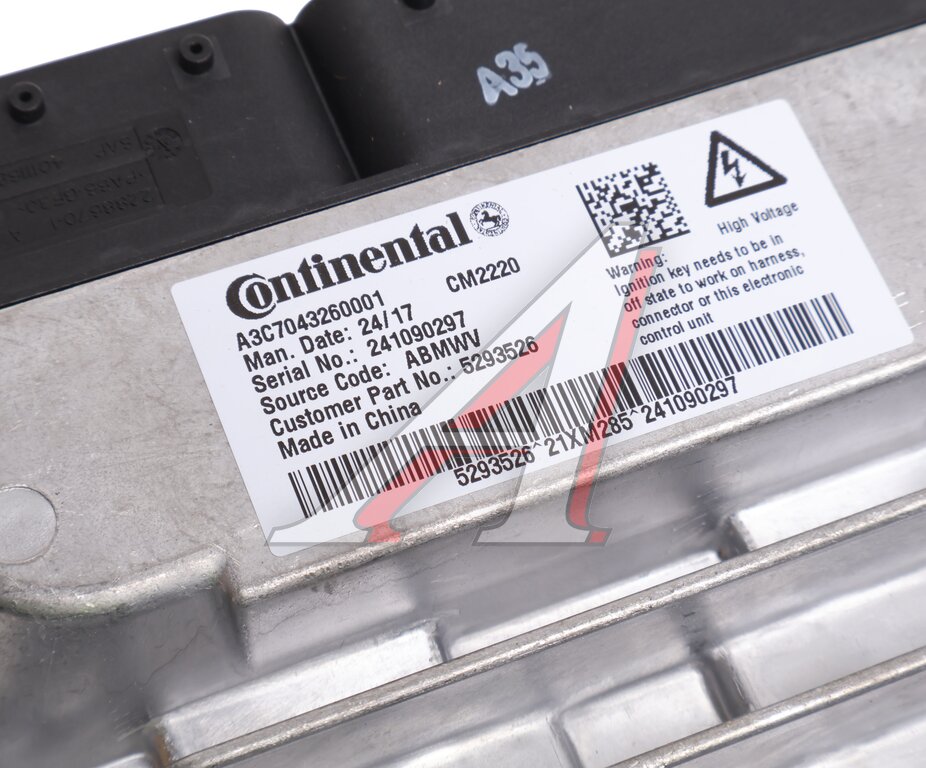 A35
Continental
CM2220
A3C7043260001
Man. Date: 24/17
Serial No.: 241090297
Source Code: ABMWV
Customer Part No.: 5293526
Made in China
High Voltage
Warning:
Ignition key needs to be in
off state to work on harness,
connector or this electronic
control unit
5293526^21XM285^241090297